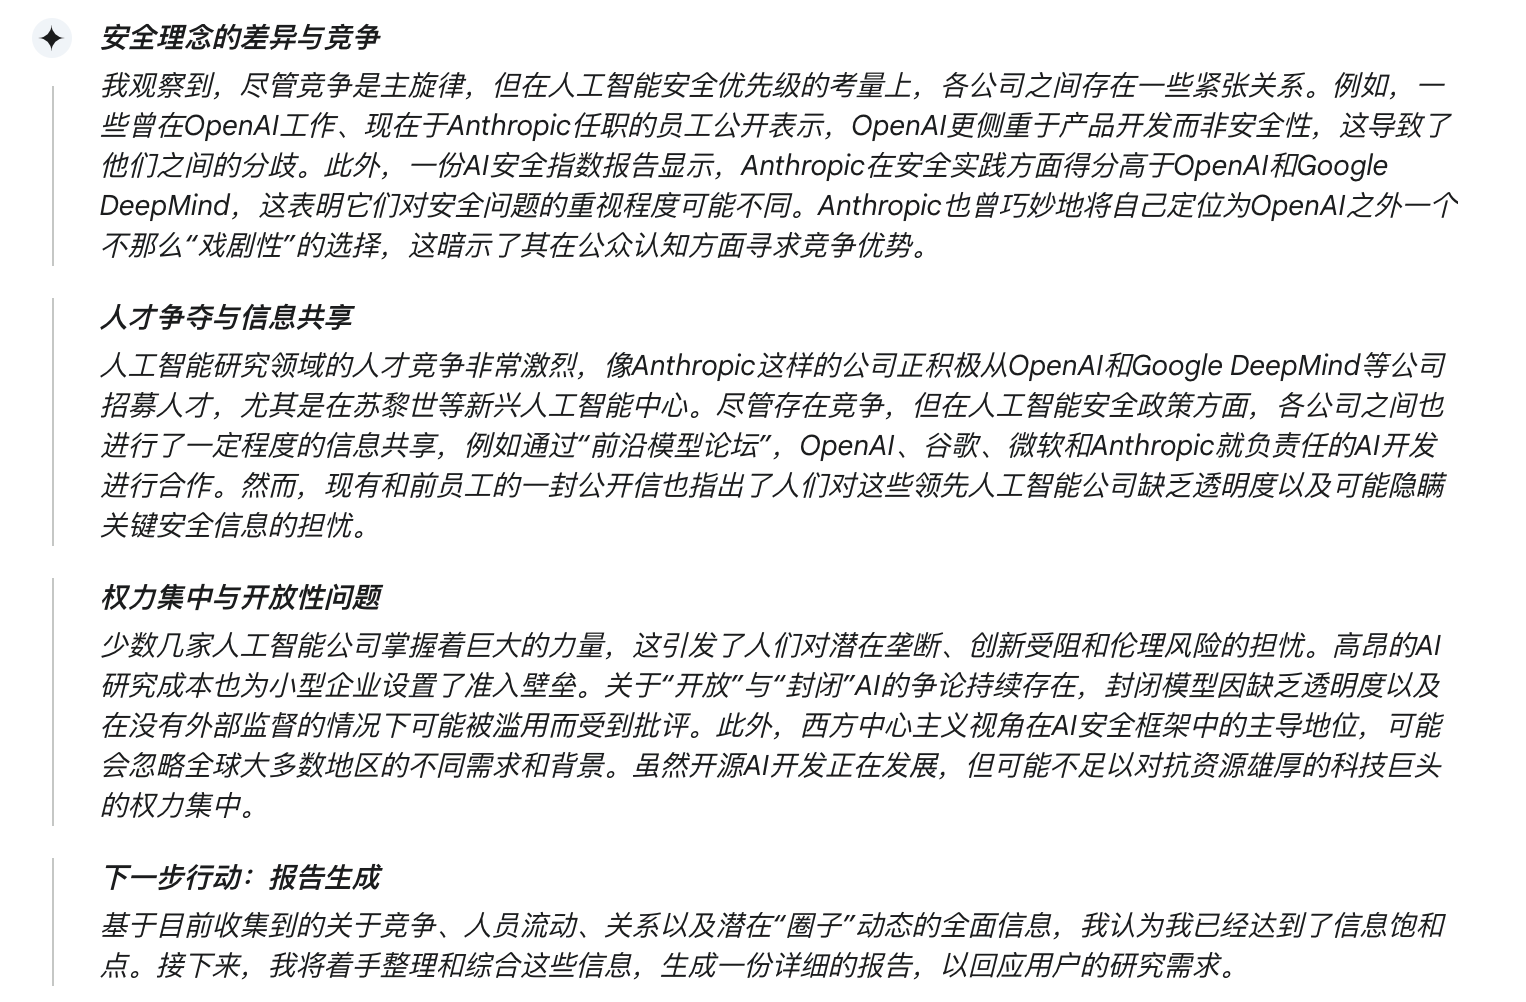 安全理念的差异与竞争
我观察到，尽管竞争是主旋律，但在人工智能安全优先级的考量上，各公司之间存在一些紧张关系。例如，一
些曾在OpenAI工作、现在于Anthropic任职的员工公开表示，OpenAI更侧重于产品开发而非安全性，这导致了
他们之间的分歧。此外，一份AI安全指数报告显示，Anthropic在安全实践方面得分高于OpenAI和Google
DeepMind，这表明它们对安全问题的重视程度可能不同。Anthropic也曾巧妙地将自己定位为OpenAI之外一个
不那么“戏剧性”的选择，这暗示了其在公众认知方面寻求竞争优势。
人才争夺与信息共享
人工智能研究领域的人才竞争非常激烈，像Anthropic这样的公司正积极从OpenAI和Google DeepMind等公司
招募人才，尤其是在苏黎世等新兴人工智能中心。尽管存在竞争，但在人工智能安全政策方面，各公司之间也
进行了一定程度的信息共享，例如通过“前沿模型论坛”，OpenAI、谷歌、微软和Anthropic就负责任的AI开发
进行合作。然而，现有和前员工的一封公开信也指出了人们对这些领先人工智能公司缺乏透明度以及可能隐瞒
关键安全信息的担忧。
权力集中与开放性问题
少数几家人工智能公司掌握着巨大的力量，这引发了人们对潜在垄断、创新受阻和伦理风险的担忧。高昂的AI
研究成本也为小型企业设置了准入壁垒。关于“开放”与“封闭”AI的争论持续存在，封闭模型因缺乏透明度以及
在没有外部监督的情况下可能被滥用而受到批评。此外，西方中心主义视角在AI安全框架中的主导地位，可能
会忽略全球大多数地区的不同需求和背景。虽然开源AI开发正在发展，但可能不足以对抗资源雄厚的科技巨头
的权力集中。
下一步行动：报告生成
基于目前收集到的关于竞争、人员流动、关系以及潜在“圈子”动态的全面信息，我认为我已经达到了信息饱和
点。接下来，我将着手整理和综合这些信息，生成一份详细的报告，以回应用户的研究需求。